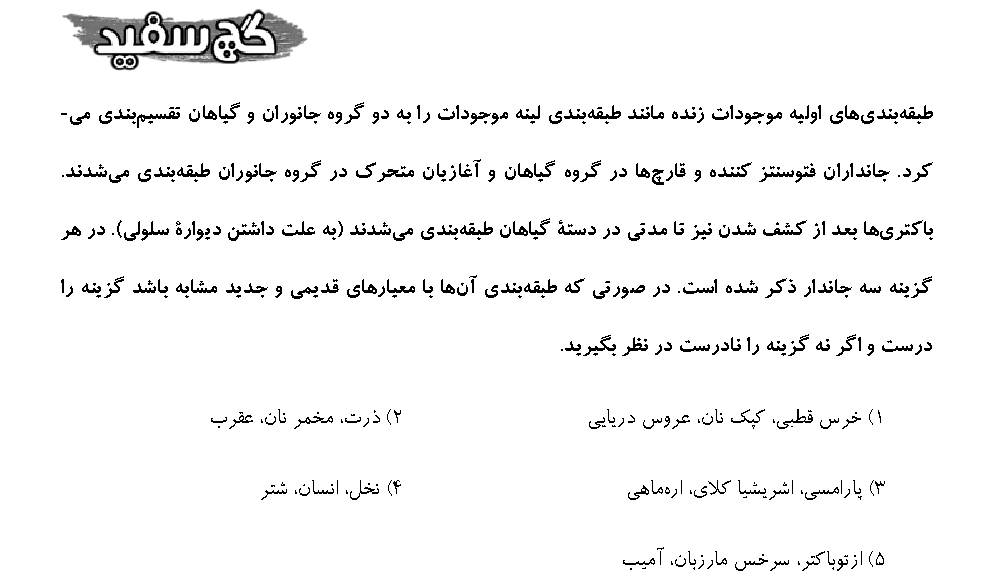 گچ سفید
طبقه‌بندی‌های اولیه موجودات زنده مانند طبقه‌بندی لینه موجودات را به دو گروه جانوران و گیاهان تقسیم‌بندی می-
کرد. جانداران فتوسنتز کننده و قارچ‌ها در گروه گیاهان و آغازیان متحرک در گروه جانوران طبقه‌بندی می‌شدند.
باکتری‌ها بعد از کشف شدن نیز تا مدتی در دستهٔ گیاهان طبقه‌بندی می‌شدند (به علت داشتن دیوارهٔ سلولی). در هر
گزینه سه جاندار ذکر شده است. در صورتی که طبقه‌بندی آن‌ها با معیارهای قدیمی و جدید مشابه باشد گزینه را
درست و اگر نه گزینه را نادرست در نظر بگیرید.
۱) خرس قطبی، کپک نان، عروس دریایی
۲) ذرت، مخمر نان، عقرب
۳) پارامسی، اشریشیا کلای، اره‌ماهی
۴) نخل، انسان، شتر
۵) ازتوباکتر، سرخس مارزبان، آمیب